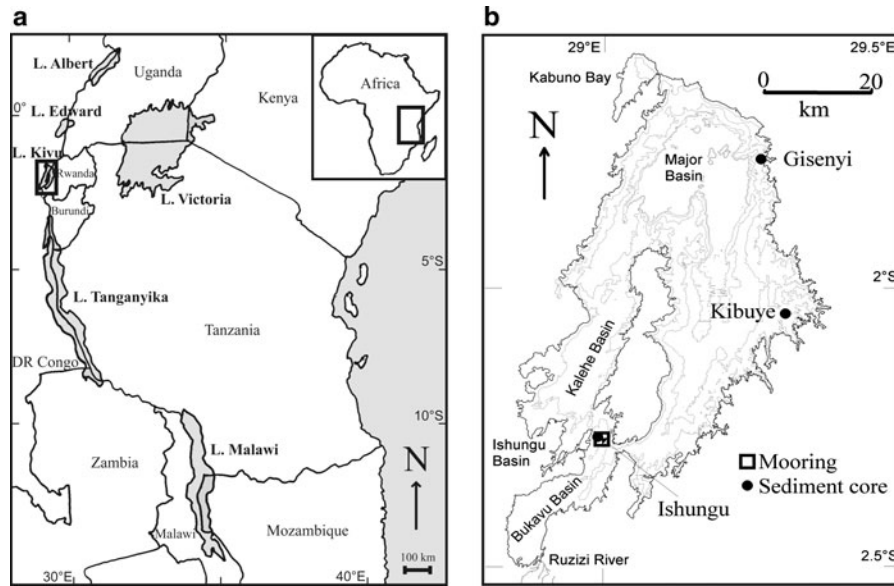 a
L. Albert
Uganda
Africa
Kenya
L. Edward
0°
L. Kivu
Rwanda
Burundi
L. Victoria
5°S
L. Tanganyika
Tanzania
DR Congo
10°S
L. Malawi
N
Zambia
Malawi
Mozambique
100 km
30°E
40°E
b
29°E
29.5°E
Kabuno Bay
0 20
km
N
Major
Basin
Gisenyi
2°S
Kibuye
Kalehe Basin
Ishungu
Basin
Mooring
Sediment core
Bukavu Basin
Ishungu
Ruzizi River
2.5°S